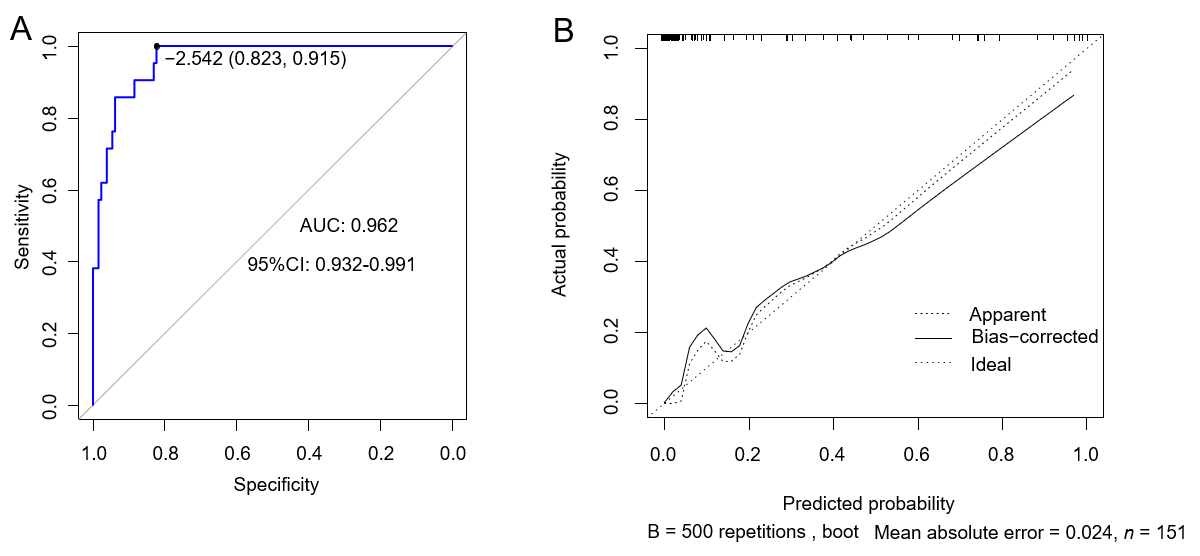 A
1.0
0.8
0.6
0.4
0.2
0.0
Sensitivity
−2.542 (0.823, 0.915)
AUC: 0.962
95%CI: 0.932-0.991
1.0 0.8 0.6 0.4 0.2 0.0
Specificity
B
1.0
0.8
0.6
0.4
0.2
0.0
Actual probability
Apparent
Bias−corrected
Ideal
0.0 0.2 0.4 0.6 0.8 1.0
Predicted probability
B = 500 repetitions , boot Mean absolute error = 0.024, n = 151